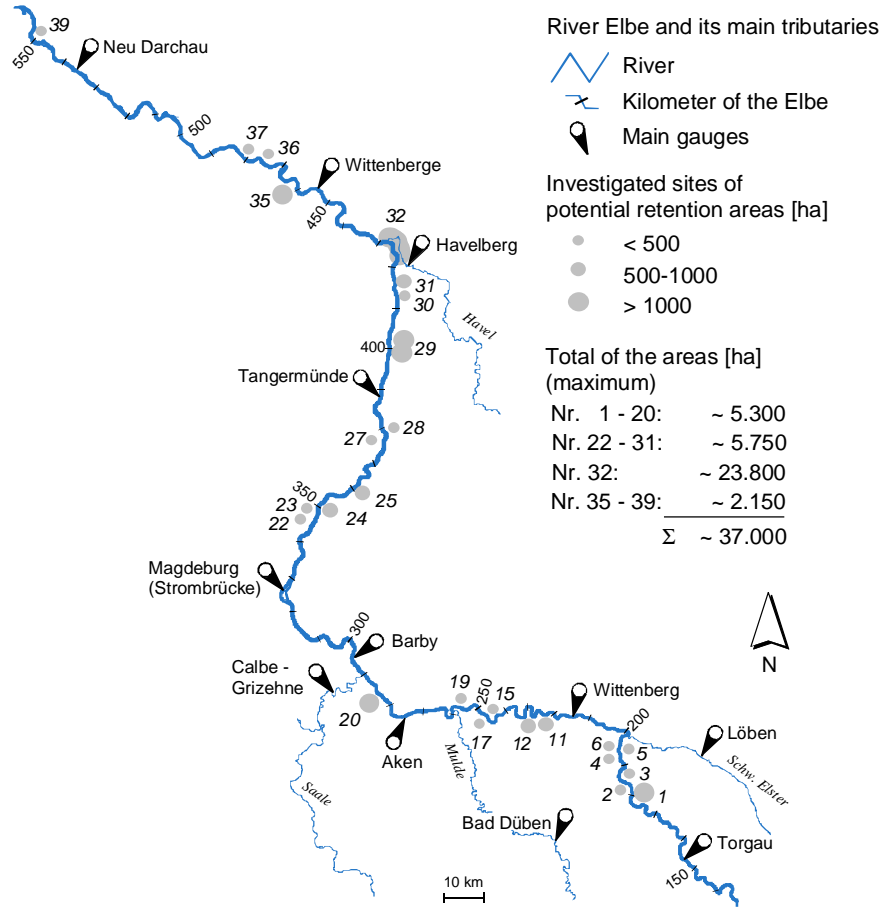 39
550
Neu Darchau
500
37
36
35
Wittenberge
450
32
Havelberg
31
30
Havel
400
29
Tangermünde
28
27
25
350
23
24
22
Magdeburg
(Strombrücke)
300
Barby
Calbe -
Grizehne
20
Aken
19
250
15
17
12
11
Wittenberg
200
Löben
6
5
4
3
2
1
Schw. Elster
Mulde
Saale
Bad Düben
Torgau
150
10 km
N
River Elbe and its main tributaries
River
Kilometer of the Elbe
Main gauges
Investigated sites of
potential retention areas [ha]
< 500
500-1000
> 1000
Total of the areas [ha]
(maximum)
Nr. 1 - 20: ~ 5.300
Nr. 22 - 31: ~ 5.750
Nr. 32: ~ 23.800
Nr. 35 - 39: ~ 2.150
Σ ~ 37.000